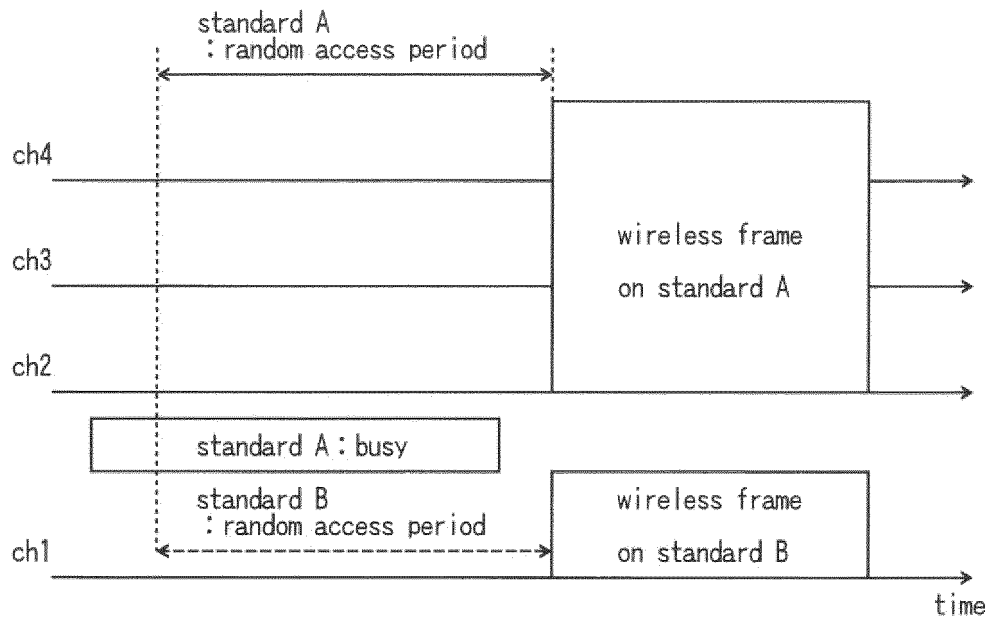 standard A
: random access period
ch4
wireless frame
on standard A
ch3
ch2
standard A : busy
standard B
: random access period
wireless frame
on standard B
ch1
time